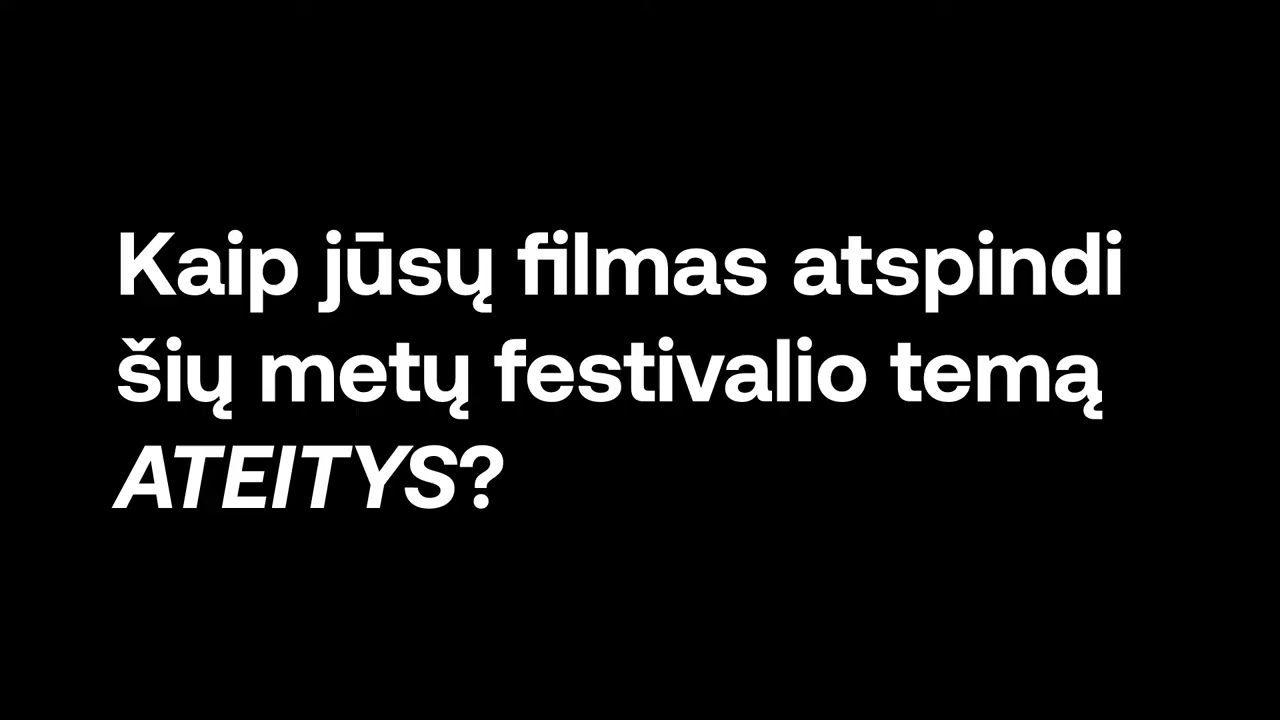 Kaip jūsų filmas atspindi
šių metų festivalio temą
ATEITYS?